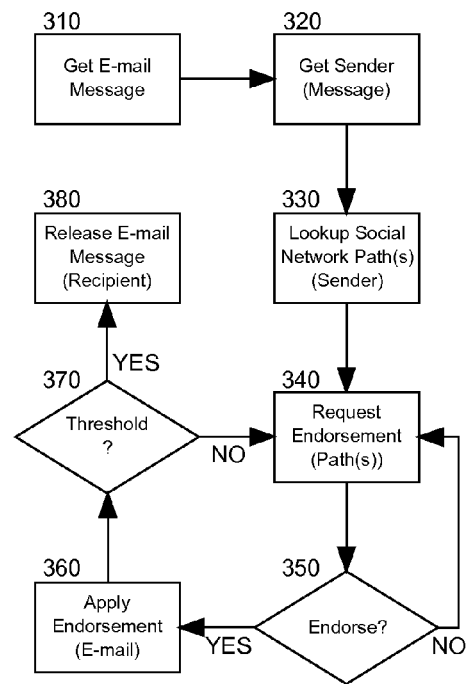 310
Get E-mail
Message
320
Get Sender
(Message)
330
Lookup Social
Network Path(s)
(Sender)
340
Request
Endorsement
(Path(s))
350
Endorse?
YES
NO
360
Apply
Endorsement
(E-mail)
370
Threshold
?
YES
NO
380
Release E-mail
Message
(Recipient)